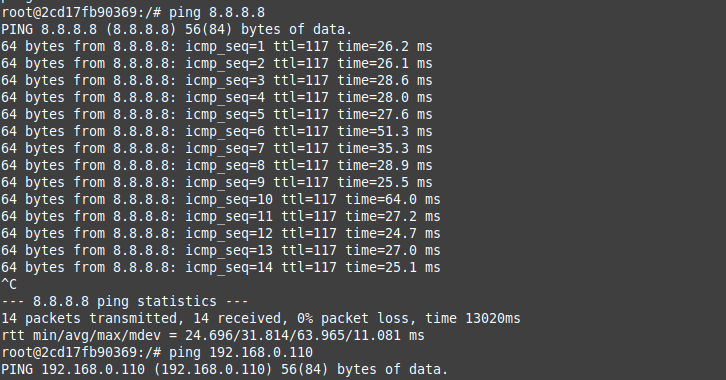 root@2cd17fb90369:/# ping 8.8.8.8
PING 8.8.8.8 (8.8.8.8) 56(84) bytes of data.
64 bytes from 8.8.8.8: icmp_seq=1 ttl=117 time=26.2 ms
64 bytes from 8.8.8.8: icmp_seq=2 ttl=117 time=26.1 ms
64 bytes from 8.8.8.8: icmp_seq=3 ttl=117 time=28.6 ms
64 bytes from 8.8.8.8: icmp_seq=4 ttl=117 time=28.0 ms
64 bytes from 8.8.8.8: icmp_seq=5 ttl=117 time=27.6 ms
64 bytes from 8.8.8.8: icmp_seq=6 ttl=117 time=51.3 ms
64 bytes from 8.8.8.8: icmp_seq=7 ttl=117 time=35.3 ms
64 bytes from 8.8.8.8: icmp_seq=8 ttl=117 time=28.9 ms
64 bytes from 8.8.8.8: icmp_seq=9 ttl=117 time=25.5 ms
64 bytes from 8.8.8.8: icmp_seq=10 ttl=117 time=64.0 ms
64 bytes from 8.8.8.8: icmp_seq=11 ttl=117 time=27.2 ms
64 bytes from 8.8.8.8: icmp_seq=12 ttl=117 time=24.7 ms
64 bytes from 8.8.8.8: icmp_seq=13 ttl=117 time=27.0 ms
64 bytes from 8.8.8.8: icmp_seq=14 ttl=117 time=25.1 ms
^C
--- 8.8.8.8 ping statistics ---
14 packets transmitted, 14 received, 0% packet loss, time 13020ms
rtt min/avg/max/mdev = 24.696/31.814/63.965/11.081 ms
root@2cd17fb90369:/# ping 192.168.0.110
PING 192.168.0.110 (192.168.0.110) 56(84) bytes of data.